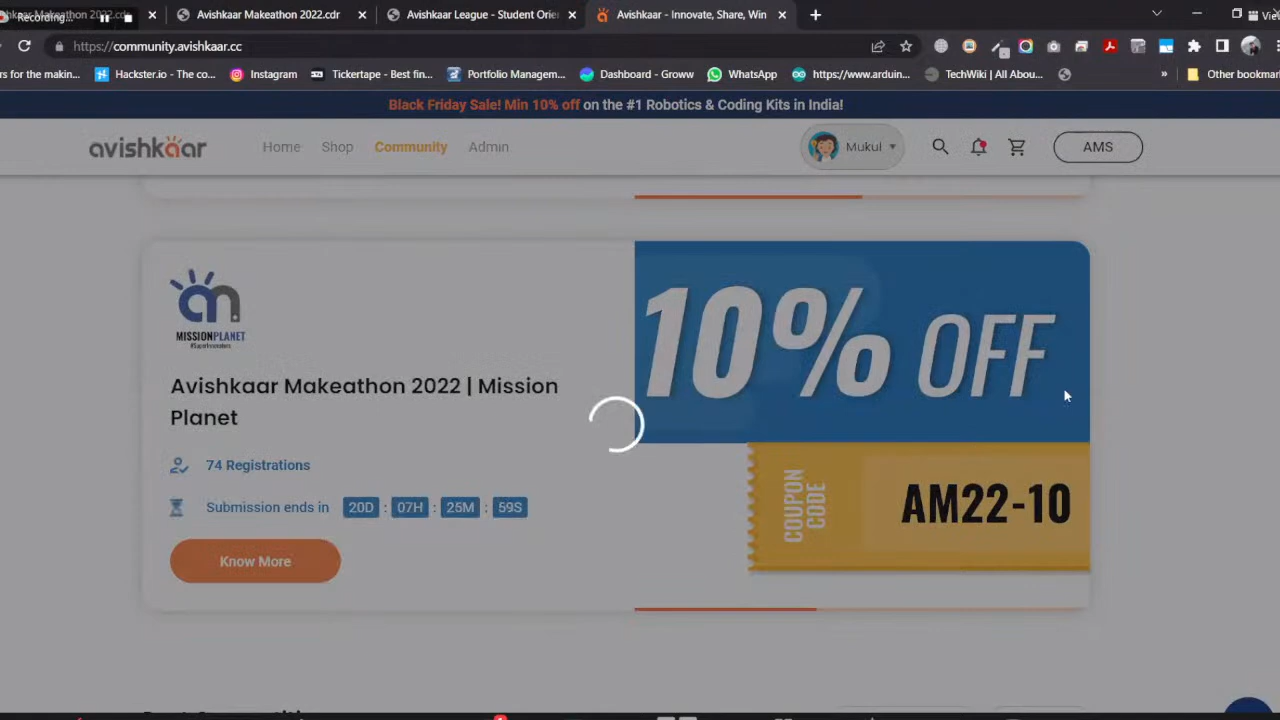 Recording...
Avishkaar Makeathon 2022.cdr
Avishkaar League - Student Orie
Avishkaar - Innovate, Share, Win
https://community.avishkaar.cc
rs for the makin...
Hackster.io - The co...
Instagram
Tickertape - Best fin...
Portfolio Managem...
Dashboard - Groww
WhatsApp
https://www.arduin...
TechWiki | All Abou...
»
Other bookmar
Black Friday Sale! Min 10% off on the #1 Robotics & Coding Kits in India!
avishkaar
Home
Shop
Community
Admin
Mukul
AMS
MISSIONPLANET
10% OFF
Avishkaar Makeathon 2022 | Mission
Planet
74 Registrations
Submission ends in 20D : 07H : 25M : 59S
COUPON
CODE
AM22-10
Know More